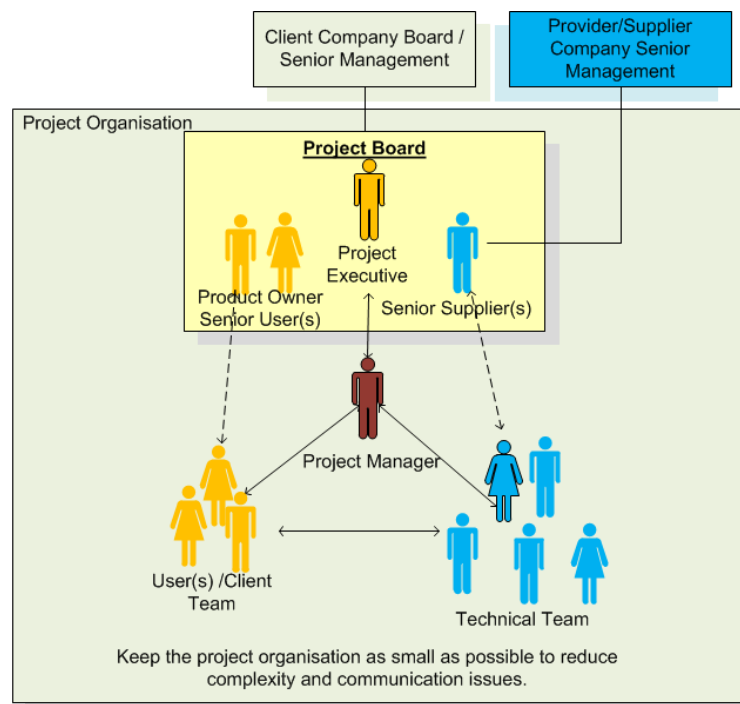 Client Company Board /
Senior Management
Provider/Supplier
Company Senior
Management
Project Organisation
Project Board
Project
Executive
Product Owner
Senior User(s)
Senior Supplier(s)
Project Manager
User(s) /Client
Team
Technical Team
Keep the project organisation as small as possible to reduce
complexity and communication issues.